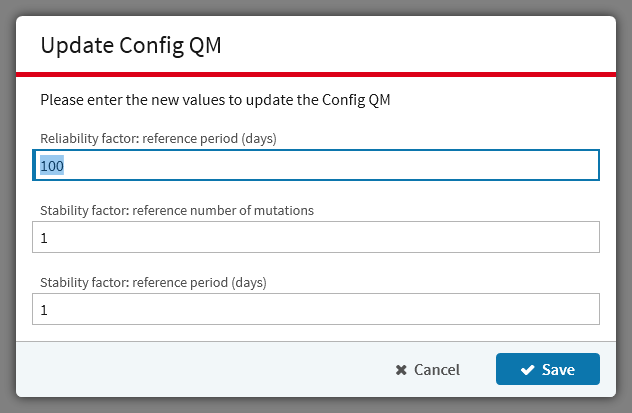 Update Config QM
Please enter the new values to update the Config QM
Reliability factor: reference period (days)
100
Stability factor: reference number of mutations
1
Stability factor: reference period (days)
1
✖ Cancel
✔ Save